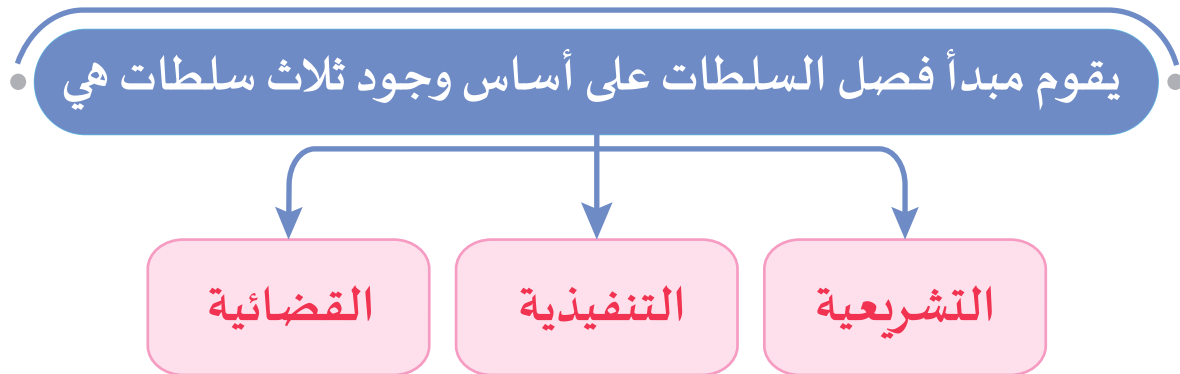 يقوم مبدأ فصل السلطات على أساس وجود ثلاث سلطات هي
التشريعية
التنفيذية
القضائية